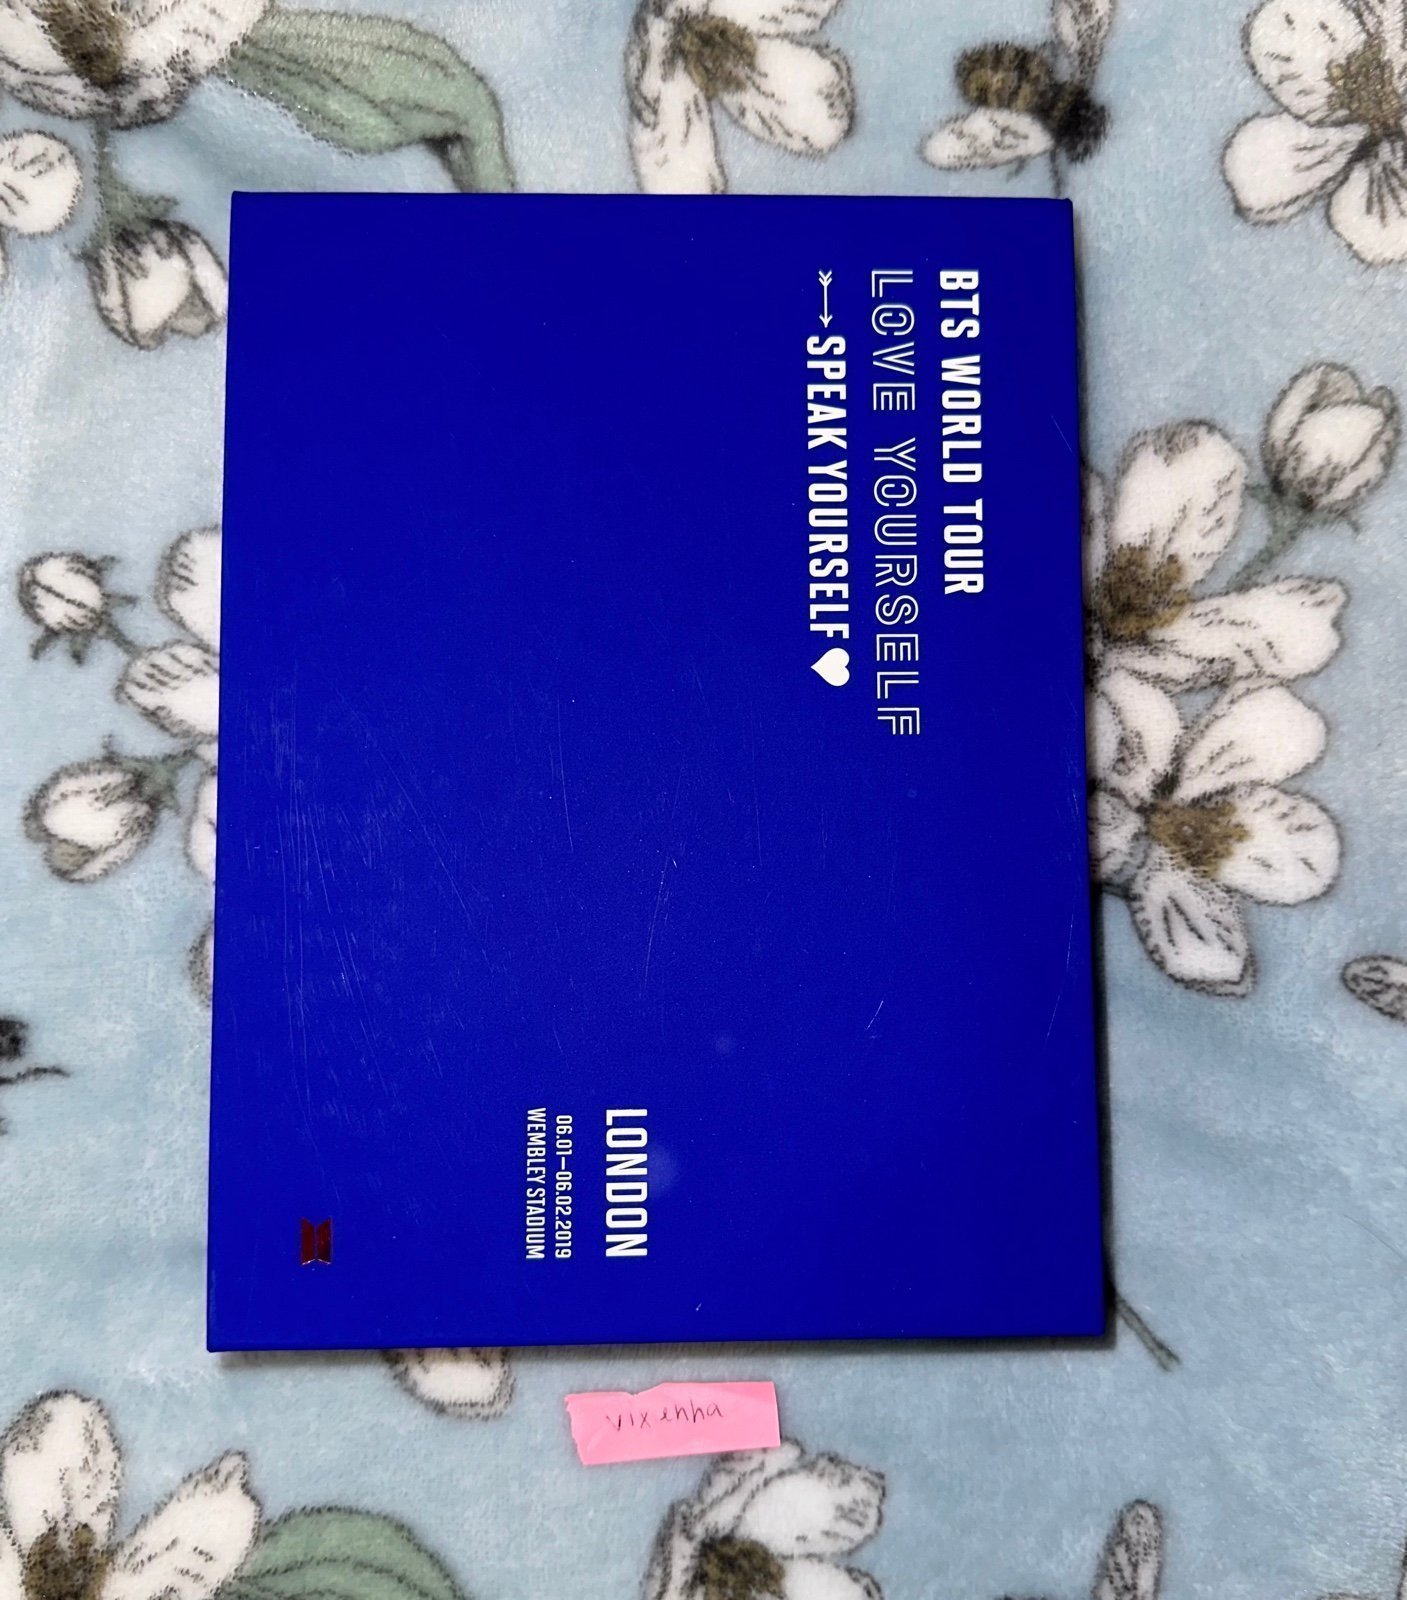 BTS WORLD TOUR
LOVE YOURSELF
SPEAK YOURSELF
LONDON
06.01—06.02.2019
WEMBLEY STADIUM
vixenha